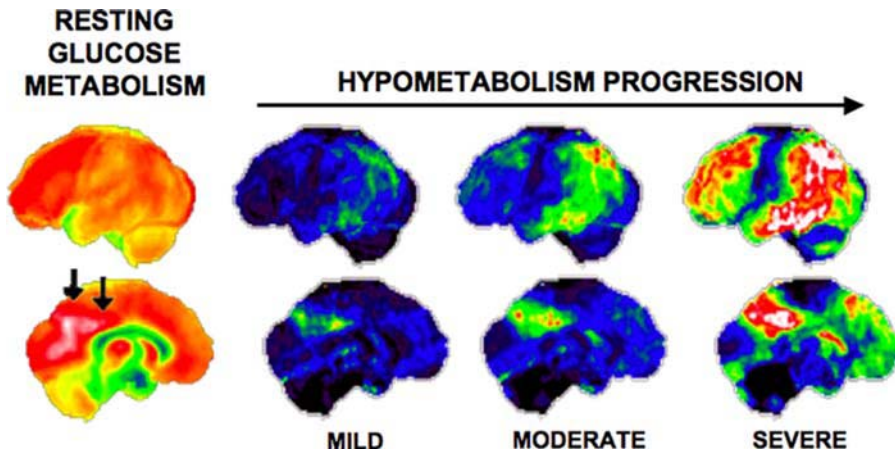 RESTING
GLUCOSE
METABOLISM
HYPOMETABOLISM PROGRESSION
MILD
MODERATE
SEVERE